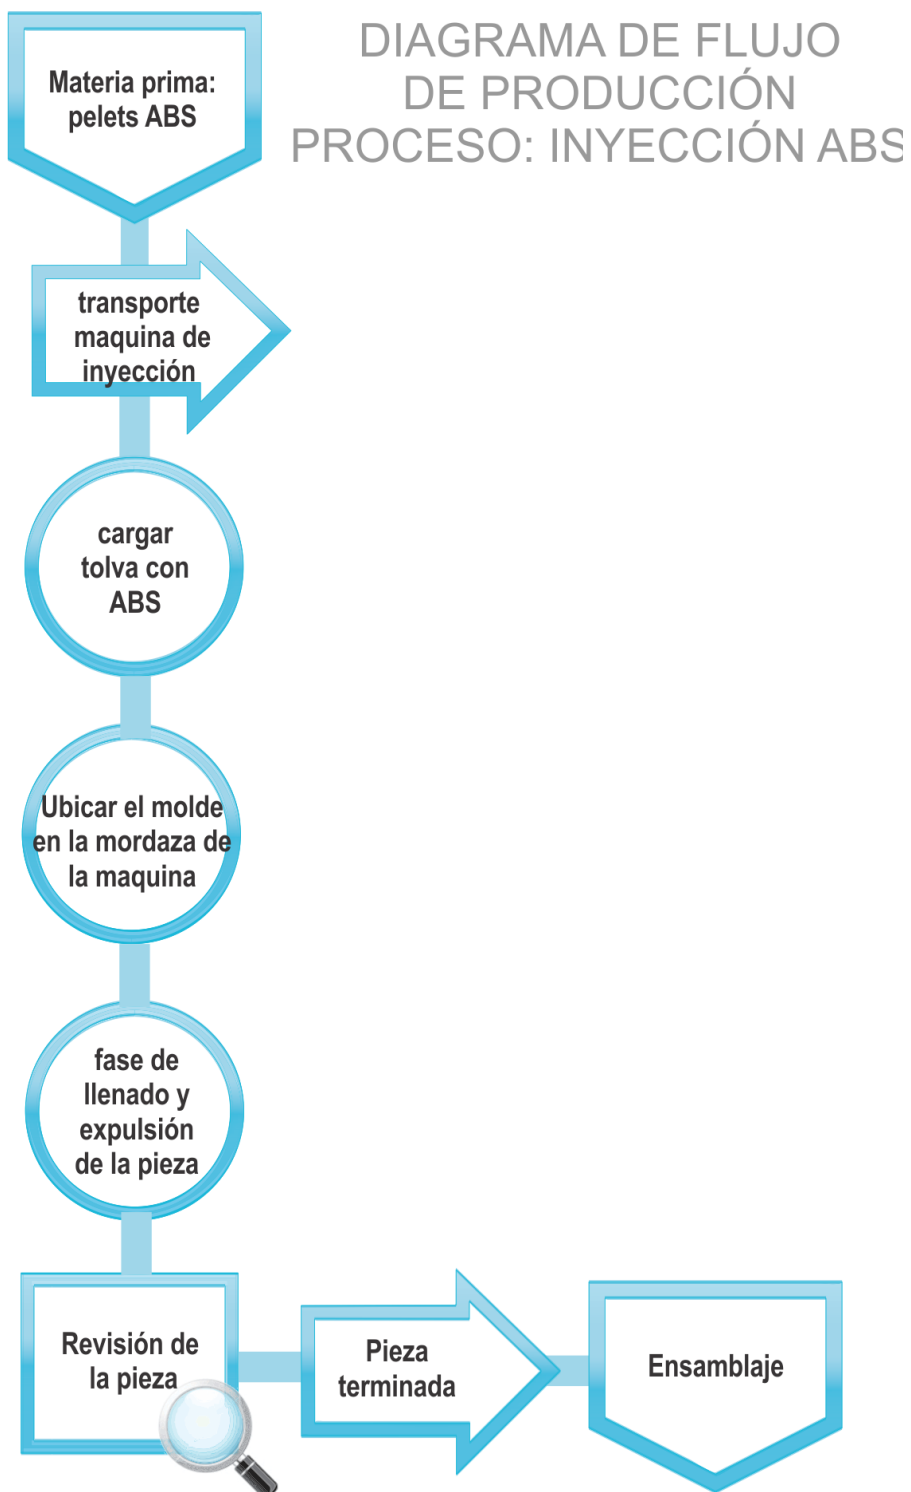 DIAGRAMA DE FLUJO
DE PRODUCCIÓN
PROCESO: INYECCIÓN ABS
Materia prima:
pelets ABS
transporte
maquina de
inyección
cargar
tolva con
ABS
Ubicar el molde
en la mordaza de
la maquina
fase de
llenado y
expulsión
de la pieza
Revisión de
la pieza
Pieza
terminada
Ensamblaje